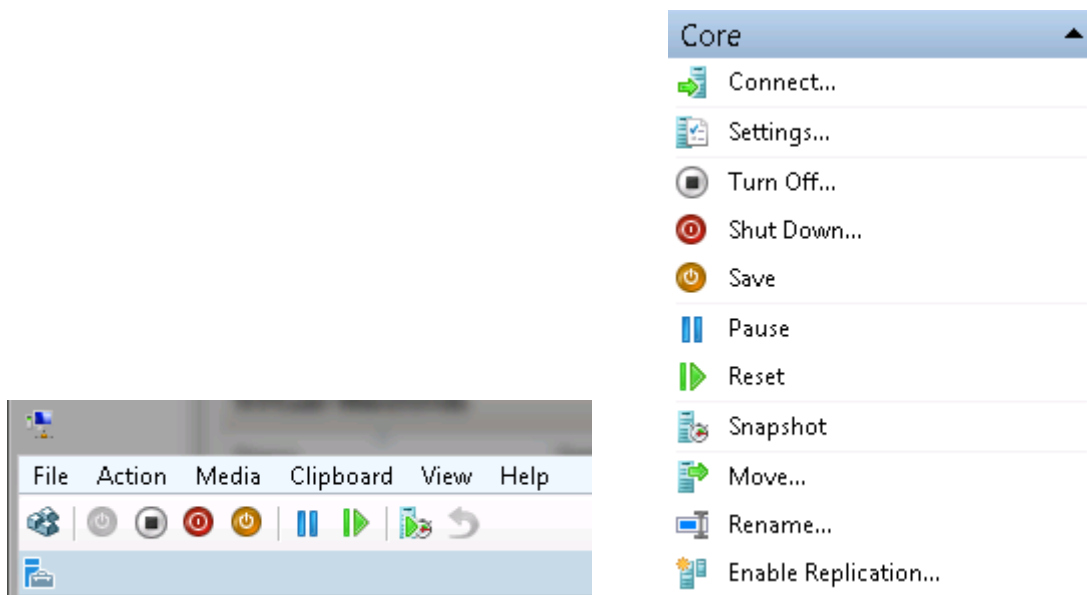 Core
Connect...
Settings...
Turn Off...
Shut Down...
Save
Pause
Reset
Snapshot
Move...
Rename...
Enable Replication...
File Action Media Clipboard View Help